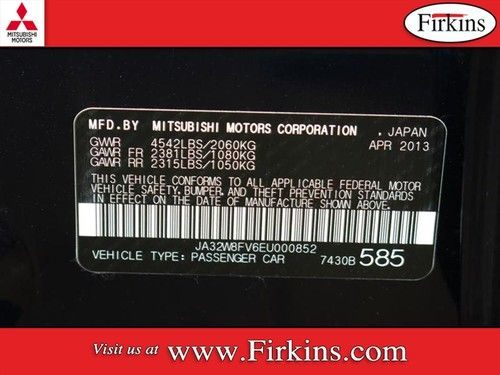 MITSUBISHI
MOTORS
Firkins
MFD.BY MITSUBISHI MOTORS CORPORATION , JAPAN
GVWR 4542LBS/2060KG APR 2013
GAWR FR 2381LBS/1080KG
GAWR RR 2315LBS/1050KG
THIS VEHICLE CONFORMS TO ALL APPLICABLE FEDERAL MOTOR
VEHICLE SAFETY, BUMPER, AND THEFT PREVENTION STANDARDS
IN EFFECT ON THE DATE OF MANUFACTURE SHOWN ABOVE.
JA32W8FV6EU000852
VEHICLE TYPE: PASSENGER CAR 7430B 585
Visit us at www.Firkins.com